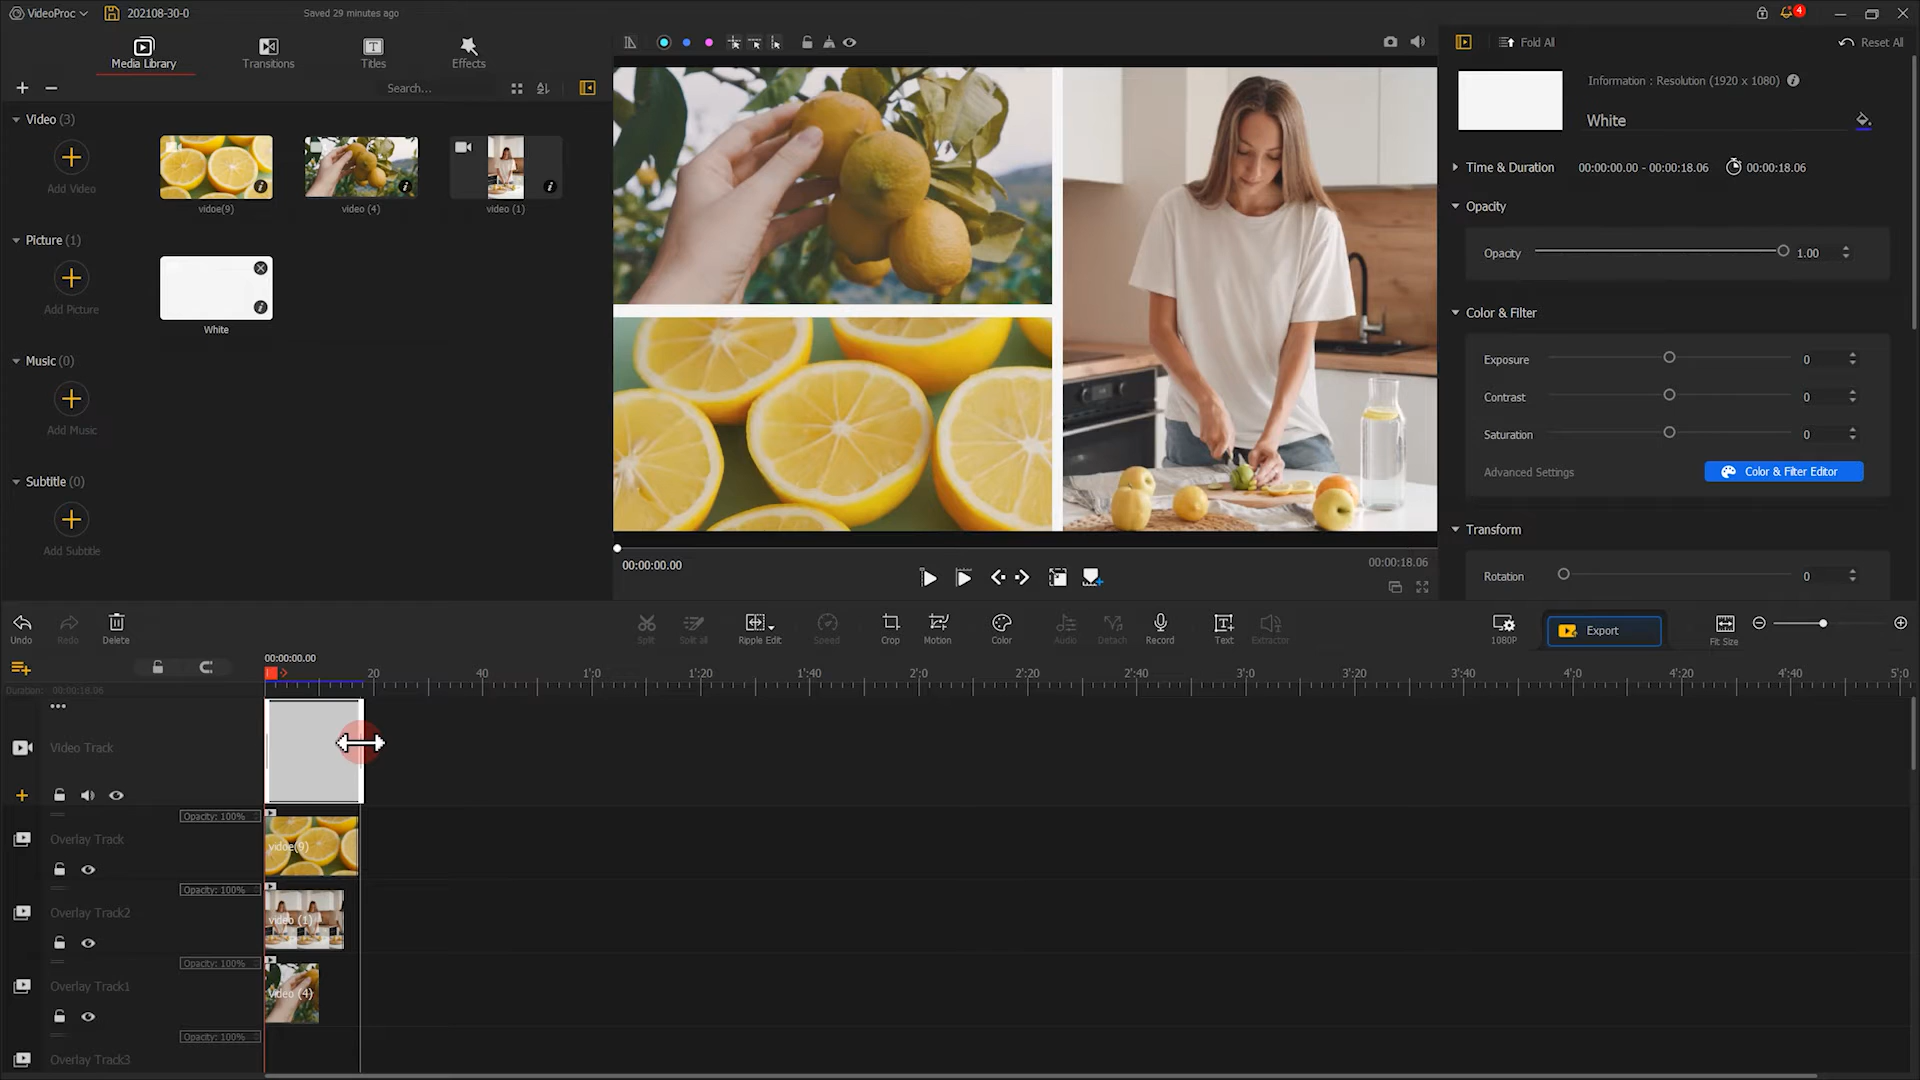 VideoProc
202108-30-0
Saved 29 minutes ago
4
Media Library
Transitions
Titles
Effects
Search...
Fold All
Reset All
Information : Resolution (1920 x 1080)
White
Video (3)
Add Video
vidoe(9)
video (4)
video (1)
Picture (1)
Add Picture
White
Music (0)
Add Music
Subtitle (0)
Add Subtitle
Time & Duration
00:00:00.00 - 00:00:18.06
00:00:18.06
Opacity
Opacity
1.00
Color & Filter
Exposure
0
Contrast
0
Saturation
0
Advanced Settings
Color & Filter Editor
Transform
Rotation
0
00:00:00.00
00:00:18.06
Undo
Redo
Delete
Split
Split all
Ripple Edit
Speed
Crop
Motion
Color
Audio
Detach
Record
Text
Extractor
1080P
Export
Fit Size
00:00:00.00
20
40
1':0
1':20
1':40
2':0
2':20
2':40
3':0
3':20
3':40
4':0
4':20
4':40
5':0
Duration: 00:00:18.06
Video Track
Opacity: 100%
Overlay Track
vidoe(9)
Opacity: 100%
Overlay Track2
video (1)
Opacity: 100%
Overlay Track1
video (4)
Opacity: 100%
Overlay Track3